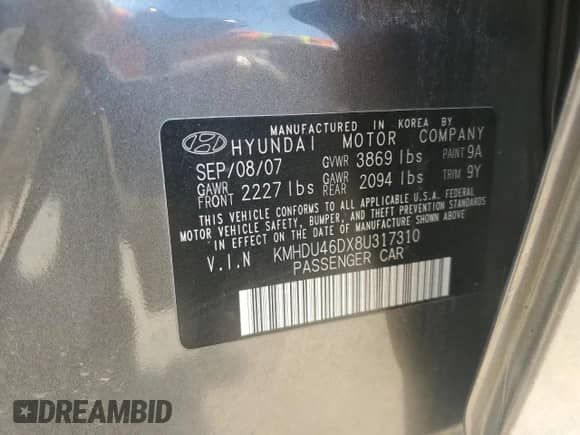 MANUFACTURED IN KOREA BY
HYUNDAI MOTOR COMPANY
SEP/08/07 GVWR 3869 lbs PAINT 9A
GAWR FRONT 2227 lbs GAWR REAR 2094 lbs TRIM 9Y
THIS VEHICLE CONFORMS TO ALL APPLICABLE U.S.A. FEDERAL
MOTOR VEHICLE SAFETY, BUMPER, AND THEFT PREVENTION STANDARDS
IN EFFECT ON THE DATE OF MANUFACTURE SHOWN ABOVE.
V.I.N KMHDU46DX8U317310
PASSENGER CAR
DREAMBID